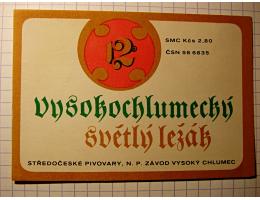 12
SMC Kčs 2,80
ČSN 56 6635
vysokochlumecký
světlý ležák
STŘEDOČESKÉ PIVOVARY, N. P. ZÁVOD VYSOKÝ CHLUMEC